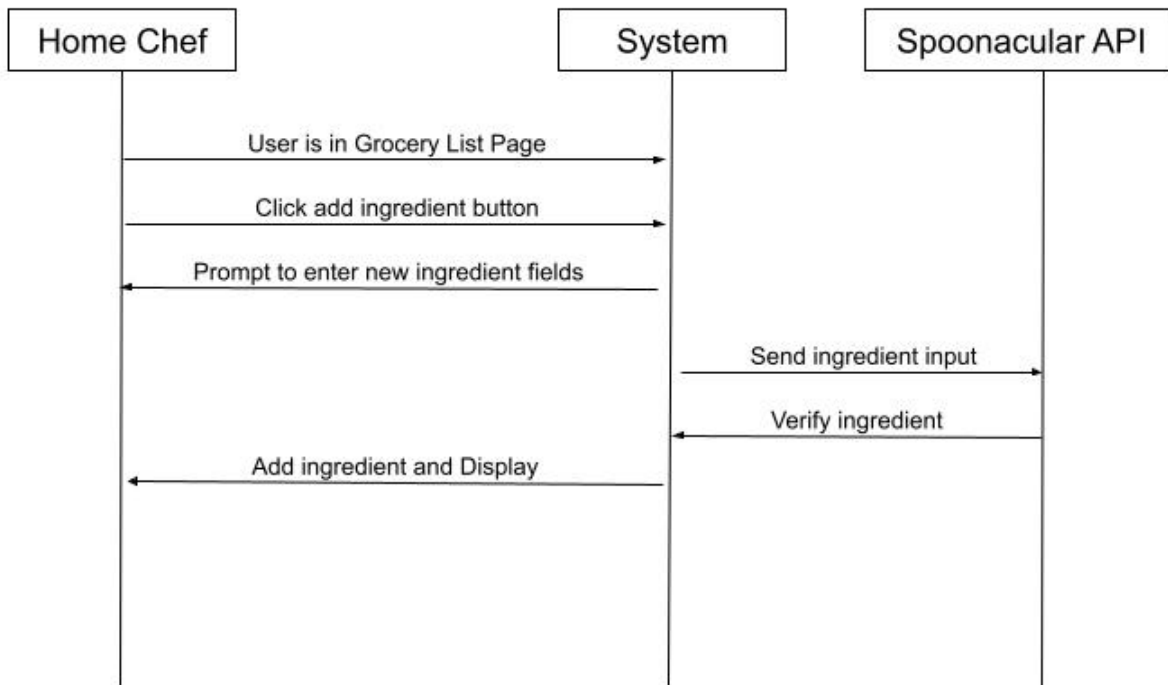 Home Chef
System
Spoonacular API
User is in Grocery List Page
Click add ingredient button
Prompt to enter new ingredient fields
Send ingredient input
Verify ingredient
Add ingredient and Display